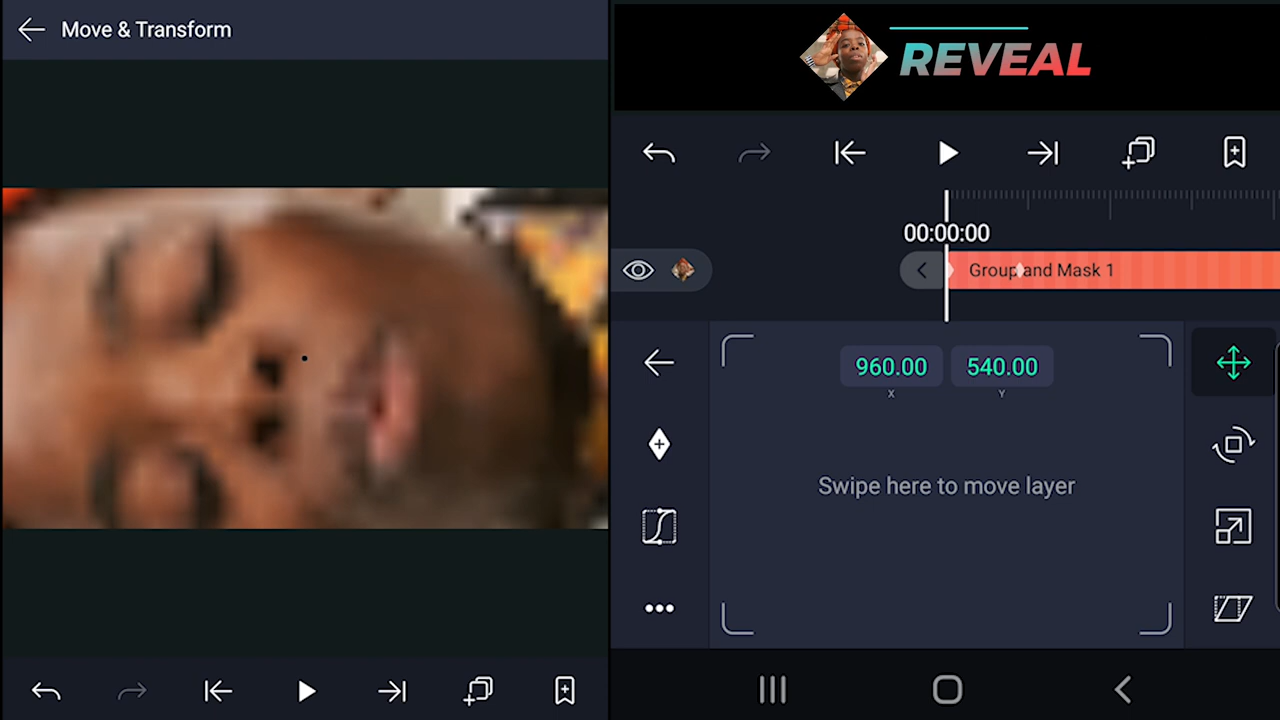 Move & Transform
REVEAL
00:00:00
Group and Mask 1
960.00 540.00
X Y
Swipe here to move layer